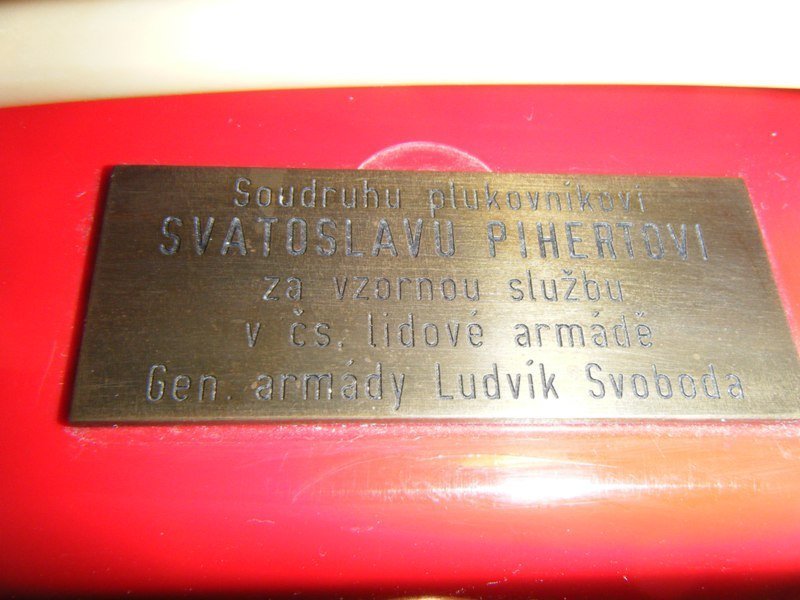 Soudruhu plukovníkovi
SVATOSLAVU PIHERTOVI
za vzornou službu
v čs. lidové armádě
Gen. armády Ludvík Svoboda